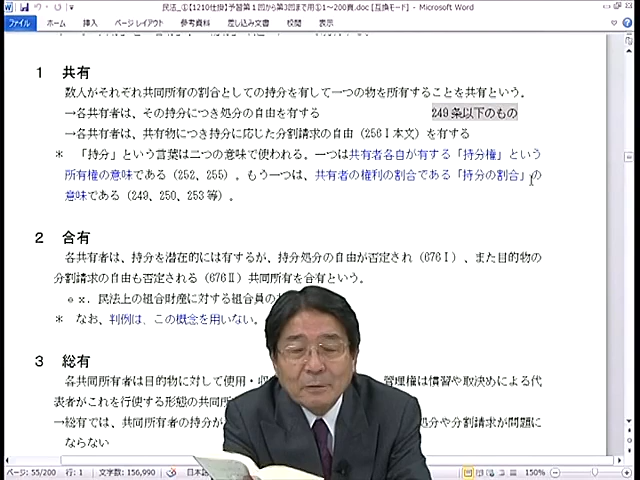 民法_①【1210仕掛】予習第１回から第3回まで用①1～200頁.doc [互換モード] - Microsoft Word
ファイル ホーム 挿入 ページ レイアウト 参考資料 差し込み文書 校閲 表示
1 共有
数人がそれぞれ共同所有の割合としての持分を有して一つの物を所有することを共有という。
→各共有者は、その持分につき処分の自由を有する 249条以下のもの
→各共有者は、共有物につき持分に応じた分割請求の自由（256Ⅰ本文）を有する
＊ 「持分」という言葉は二つの意味で使われる。一つは共有者各自が有する「持分権」という
所有権の意味である（252、255）。もう一つは、共有者の権利の割合である「持分の割合」の
意味である（249、250、253等）。
2 合有
各共有者は、持分を潜在的には有するが、持分処分の自由が否定され（676Ⅰ）、また目的物の
分割請求の自由も否定される（676Ⅱ）共同所有を合有という。
ｅｘ．民法上の組合財産に対する組合員の
＊ なお、判例は、この概念を用いない。
3 総有
各共同所有者は目的物に対して使用・収 管理権は慣習や取決めによる代
表者がこれを行使する形態の共同所
→総有では、共同所有者の持分が 処分や分割請求が問題に
ならない
ページ: 55/200 行: 1 文字数: 156,990 日本語 150%